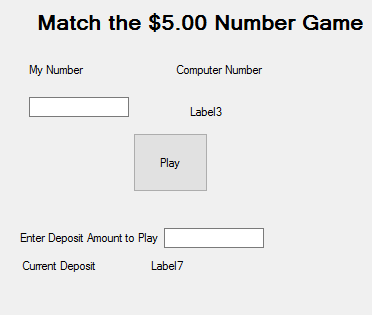 Match the $5.00 Number Game
My Number Computer Number
Label3
Play
Enter Deposit Amount to Play
Current Deposit Label7